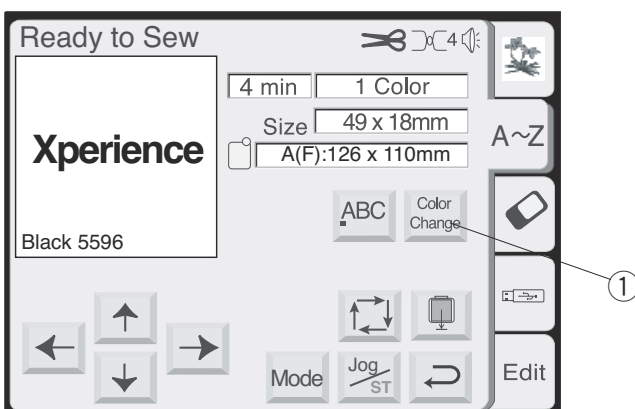 Ready to Sew
4
4 min
1 Color
Size
49 x 18mm
A(F):126 x 110mm
Xperience
Black 5596
ABC
Color
Change
Mode
Jog
ST
A~Z
Edit
1